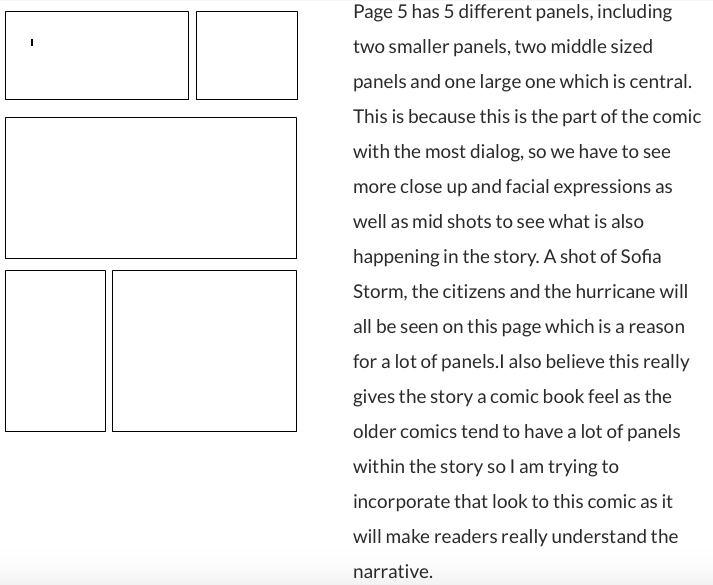 Page 5 has 5 different panels, including
two smaller panels, two middle sized
panels and one large one which is central.
This is because this is the part of the comic
with the most dialog, so we have to see
more close up and facial expressions as
well as mid shots to see what is also
happening in the story. A shot of Sofia
Storm, the citizens and the hurricane will
all be seen on this page which is a reason
for a lot of panels.I also believe this really
gives the story a comic book feel as the
older comics tend to have a lot of panels
within the story so I am trying to
incorporate that look to this comic as it
will make readers really understand the
narrative.